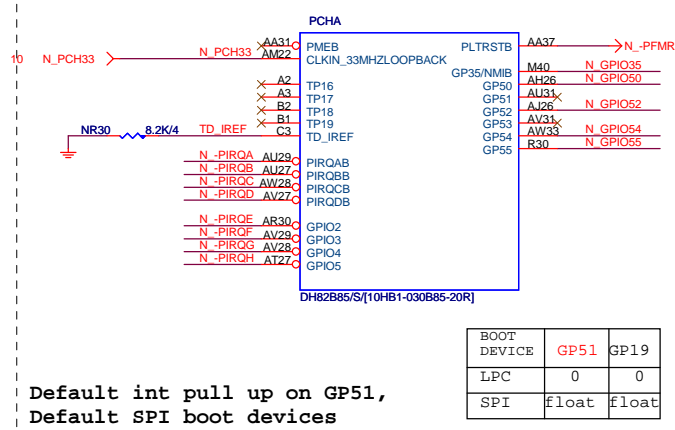 PCHA
AA31 PMEB PLTRSTB AA37 N_-PFMR
10 N_PCH33 N_PCH33 AM22 CLKIN_33MHZLOOPBACK
GP35/NMIB M40 N_GPIO35
A2 TP16 GP50 AH26 N_GPIO50
A3 TP17 GP51 AU31
B2 TP18 GP52 AJ26 N_GPIO52
B1 TP19 GP53 AV31
NR30 8.2K/4 TD_IREF C3 TD_IREF GP54 AW33 N_GPIO54
GP55 R30 N_GPIO55
N_-PIRQA AU29 PIRQAB
N_-PIRQB AU27 PIRQBB
N_-PIRQC AW28 PIRQCB
N_-PIRQD AV27 PIRQDB
N_-PIRQE AR30 GPIO2
N_-PIRQF AV29 GPIO3
N_-PIRQG AV28 GPIO4
N_-PIRQH AT27 GPIO5
DH82B85/S/[10HB1-030B85-20R]
BOOT
DEVICE GP51 GP19
LPC 0 0
SPI float float
Default int pull up on GP51,
Default SPI boot devices